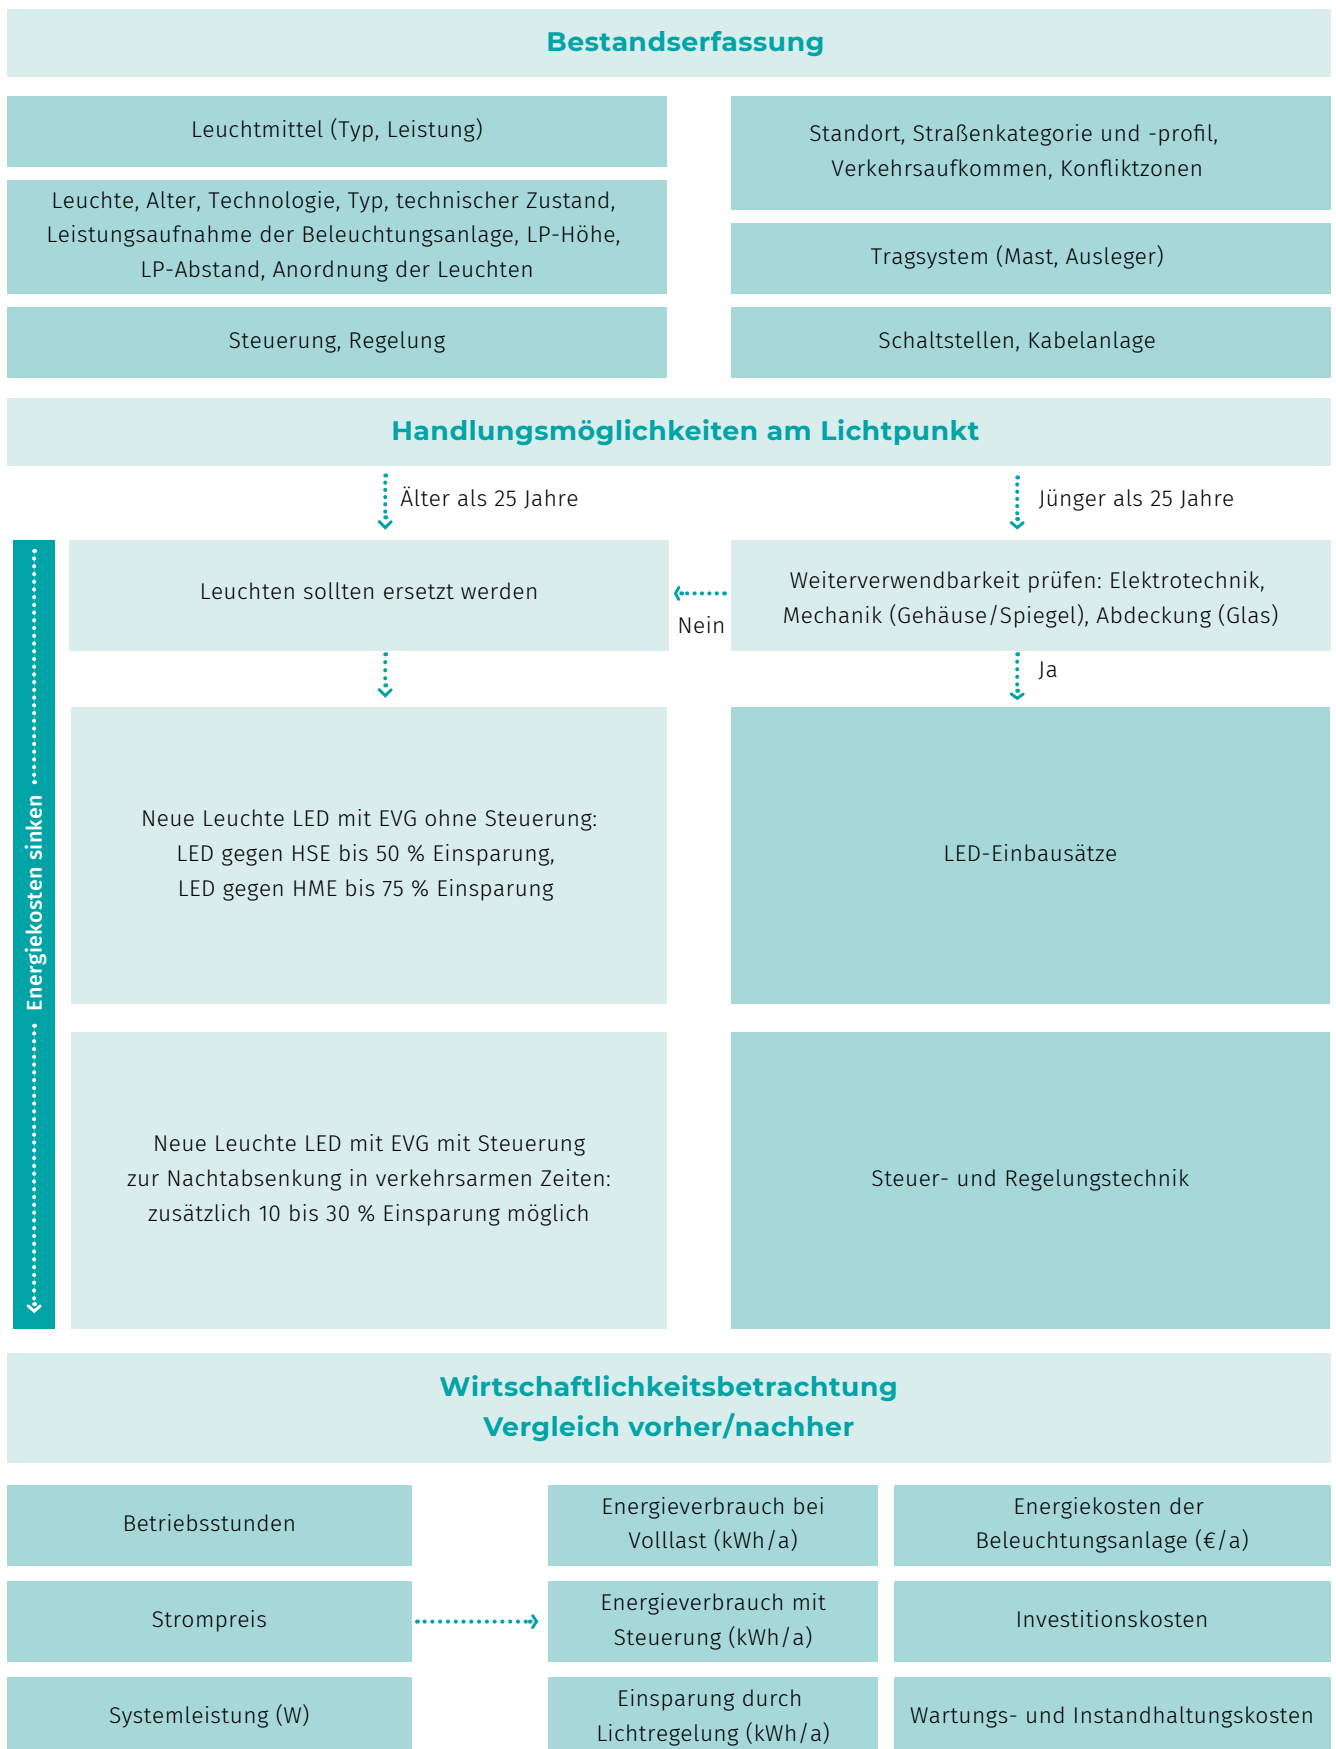 Bestandserfassung
Leuchtmittel (Typ, Leistung)
Leuchte, Alter, Technologie, Typ, technischer Zustand,
Leistungsaufnahme der Beleuchtungsanlage, LP-Höhe,
LP-Abstand, Anordnung der Leuchten
Steuerung, Regelung
Standort, Straßenkategorie und -profil,
Verkehrsaufkommen, Konfliktzonen
Tragsystem (Mast, Ausleger)
Schaltstellen, Kabelanlage
Handlungsmöglichkeiten am Lichtpunkt
Älter als 25 Jahre
Jünger als 25 Jahre
Leuchten sollten ersetzt werden
Nein
Weiterverwendbarkeit prüfen: Elektrotechnik,
Mechanik (Gehäuse/Spiegel), Abdeckung (Glas)
Ja
Energiekosten sinken
Neue Leuchte LED mit EVG ohne Steuerung:
LED gegen HSE bis 50 % Einsparung,
LED gegen HME bis 75 % Einsparung
LED-Einbausätze
Neue Leuchte LED mit EVG mit Steuerung
zur Nachtabsenkung in verkehrsarmen Zeiten:
zusätzlich 10 bis 30 % Einsparung möglich
Steuer- und Regelungstechnik
Wirtschaftlichkeitsbetrachtung
Vergleich vorher/nachher
Betriebsstunden
Strompreis
Systemleistung (W)
Energieverbrauch bei
Volllast (kWh/a)
Energieverbrauch mit
Steuerung (kWh/a)
Einsparung durch
Lichtregelung (kWh/a)
Energiekosten der
Beleuchtungsanlage (€/a)
Investitionskosten
Wartungs- und Instandhaltungskosten